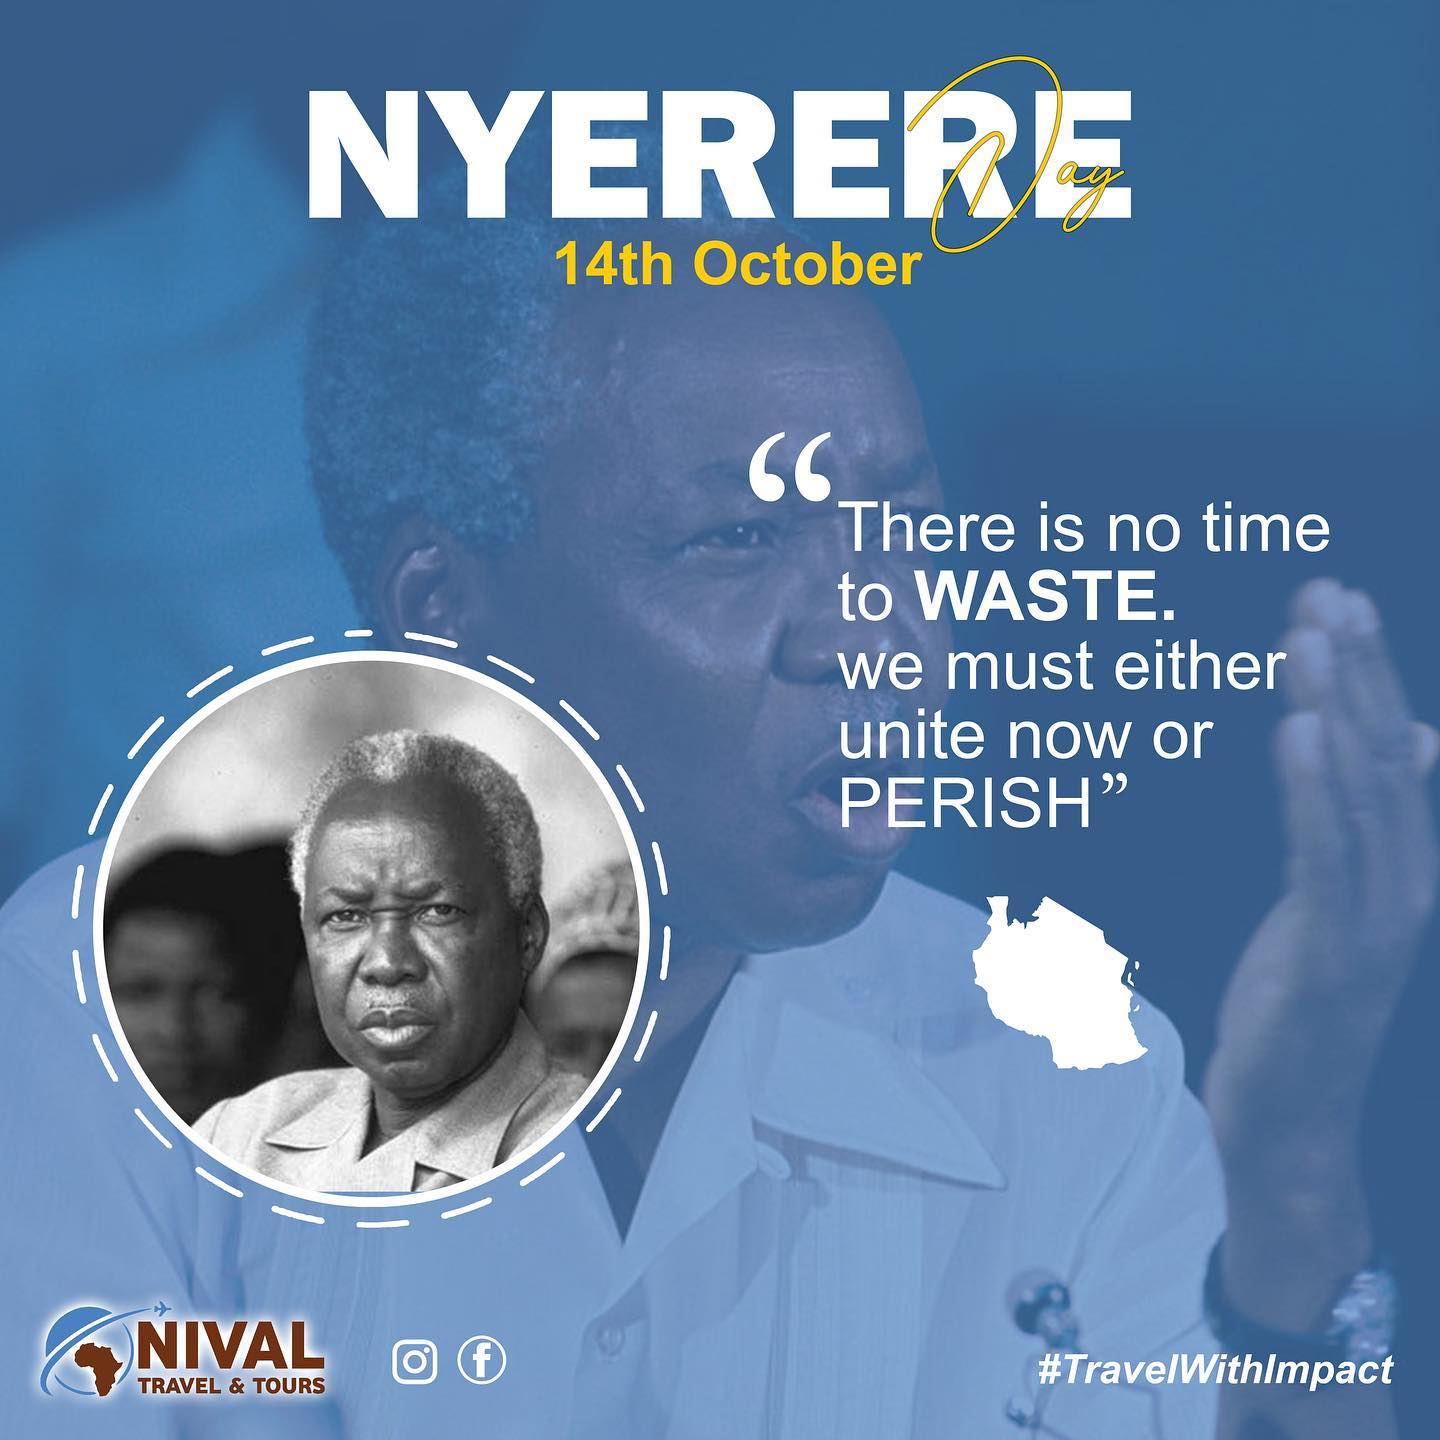 NYERERE
Day
14th October
“There is no time
to WASTE.
we must either
unite now or
PERISH”
NIVAL
TRAVEL & TOURS
#TravelWithImpact